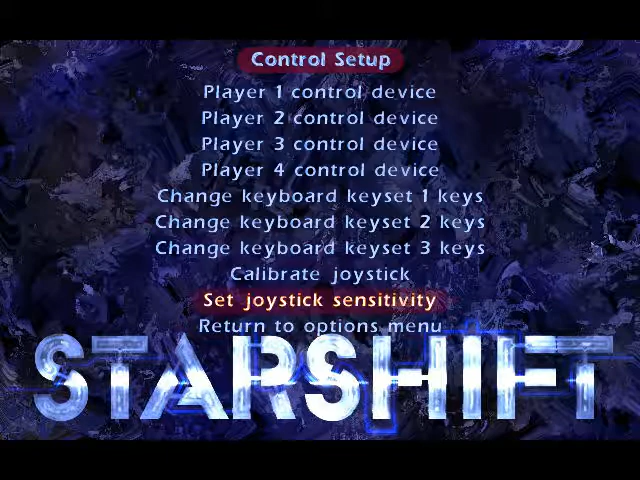 Control Setup
Player 1 control device
Player 2 control device
Player 3 control device
Player 4 control device
Change keyboard keyset 1 keys
Change keyboard keyset 2 keys
Change keyboard keyset 3 keys
Calibrate joystick
Set joystick sensitivity
Return to options menu
STARSHIFT